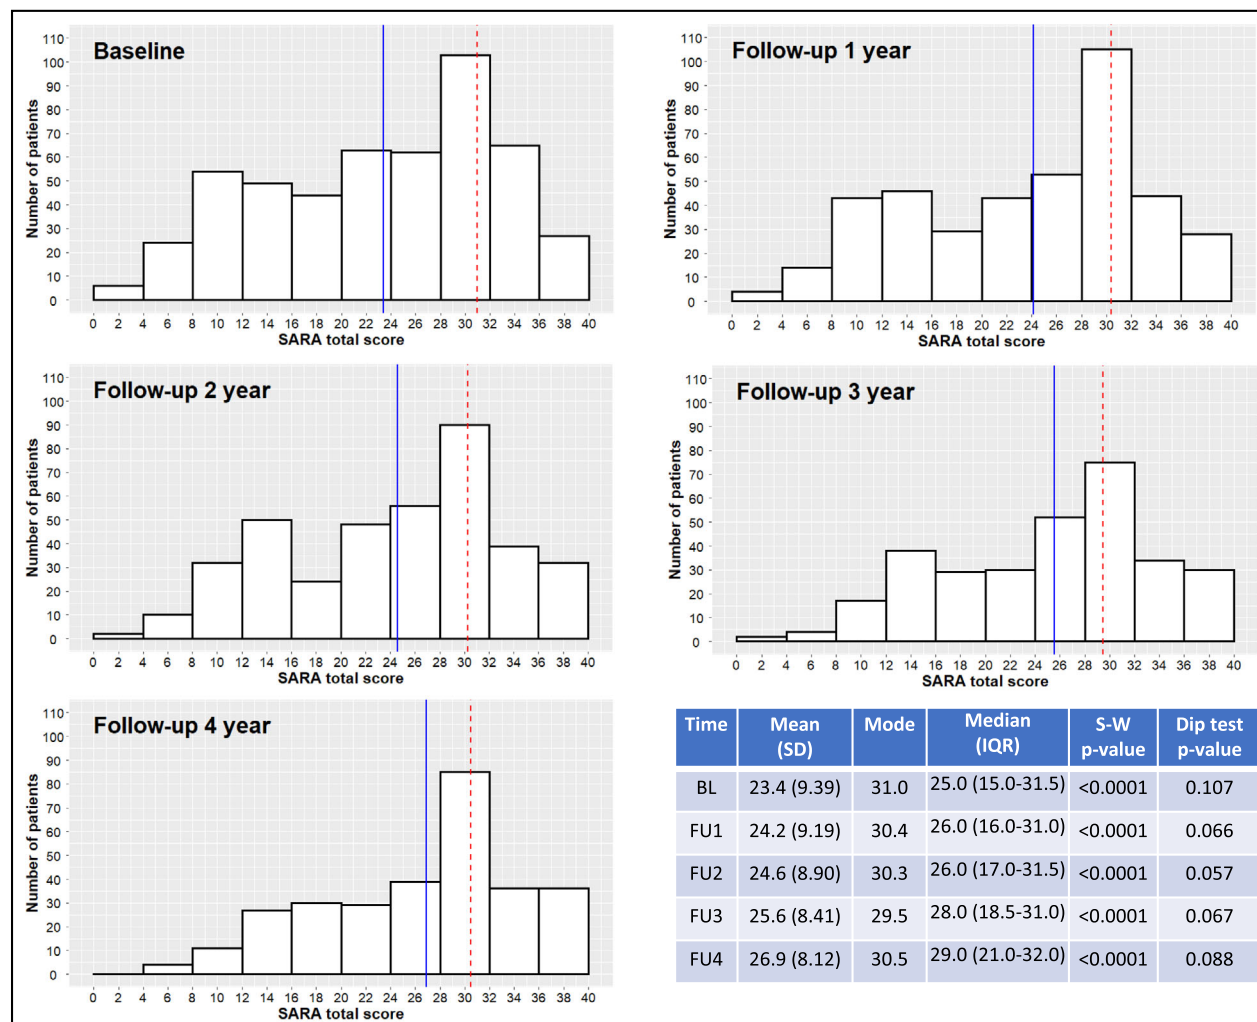 Baseline
110
100
90
80
70
60
50
40
30
20
10
0
Number of patients
0 2 4 6 8 10 12 14 16 18 20 22 24 26 28 30 32 34 36 38 40
SARA total score
Follow-up 1 year
110
100
90
80
70
60
50
40
30
20
10
0
Number of patients
0 2 4 6 8 10 12 14 16 18 20 22 24 26 28 30 32 34 36 38 40
SARA total score
Follow-up 2 year
110
100
90
80
70
60
50
40
30
20
10
0
Number of patients
0 2 4 6 8 10 12 14 16 18 20 22 24 26 28 30 32 34 36 38 40
SARA total score
Follow-up 3 year
110
100
90
80
70
60
50
40
30
20
10
0
Number of patients
0 2 4 6 8 10 12 14 16 18 20 22 24 26 28 30 32 34 36 38 40
SARA total score
Follow-up 4 year
110
100
90
80
70
60
50
40
30
20
10
0
Number of patients
0 2 4 6 8 10 12 14 16 18 20 22 24 26 28 30 32 34 36 38 40
SARA total score
Time Mean (SD) Mode Median (IQR) S-W p-value Dip test p-value
BL 23.4 (9.39) 31.0 25.0 (15.0-31.5) <0.0001 0.107
FU1 24.2 (9.19) 30.4 26.0 (16.0-31.0) <0.0001 0.066
FU2 24.6 (8.90) 30.3 26.0 (17.0-31.5) <0.0001 0.057
FU3 25.6 (8.41) 29.5 28.0 (18.5-31.0) <0.0001 0.067
FU4 26.9 (8.12) 30.5 29.0 (21.0-32.0) <0.0001 0.088